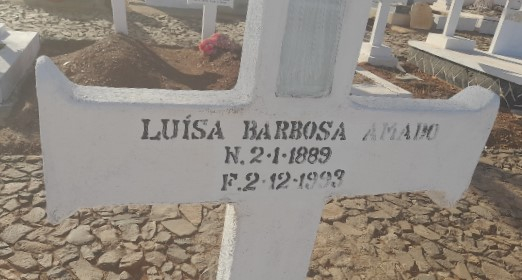 LUÍSA BARBOSA AMADO
N. 2-1-1889
F. 2-12-1993